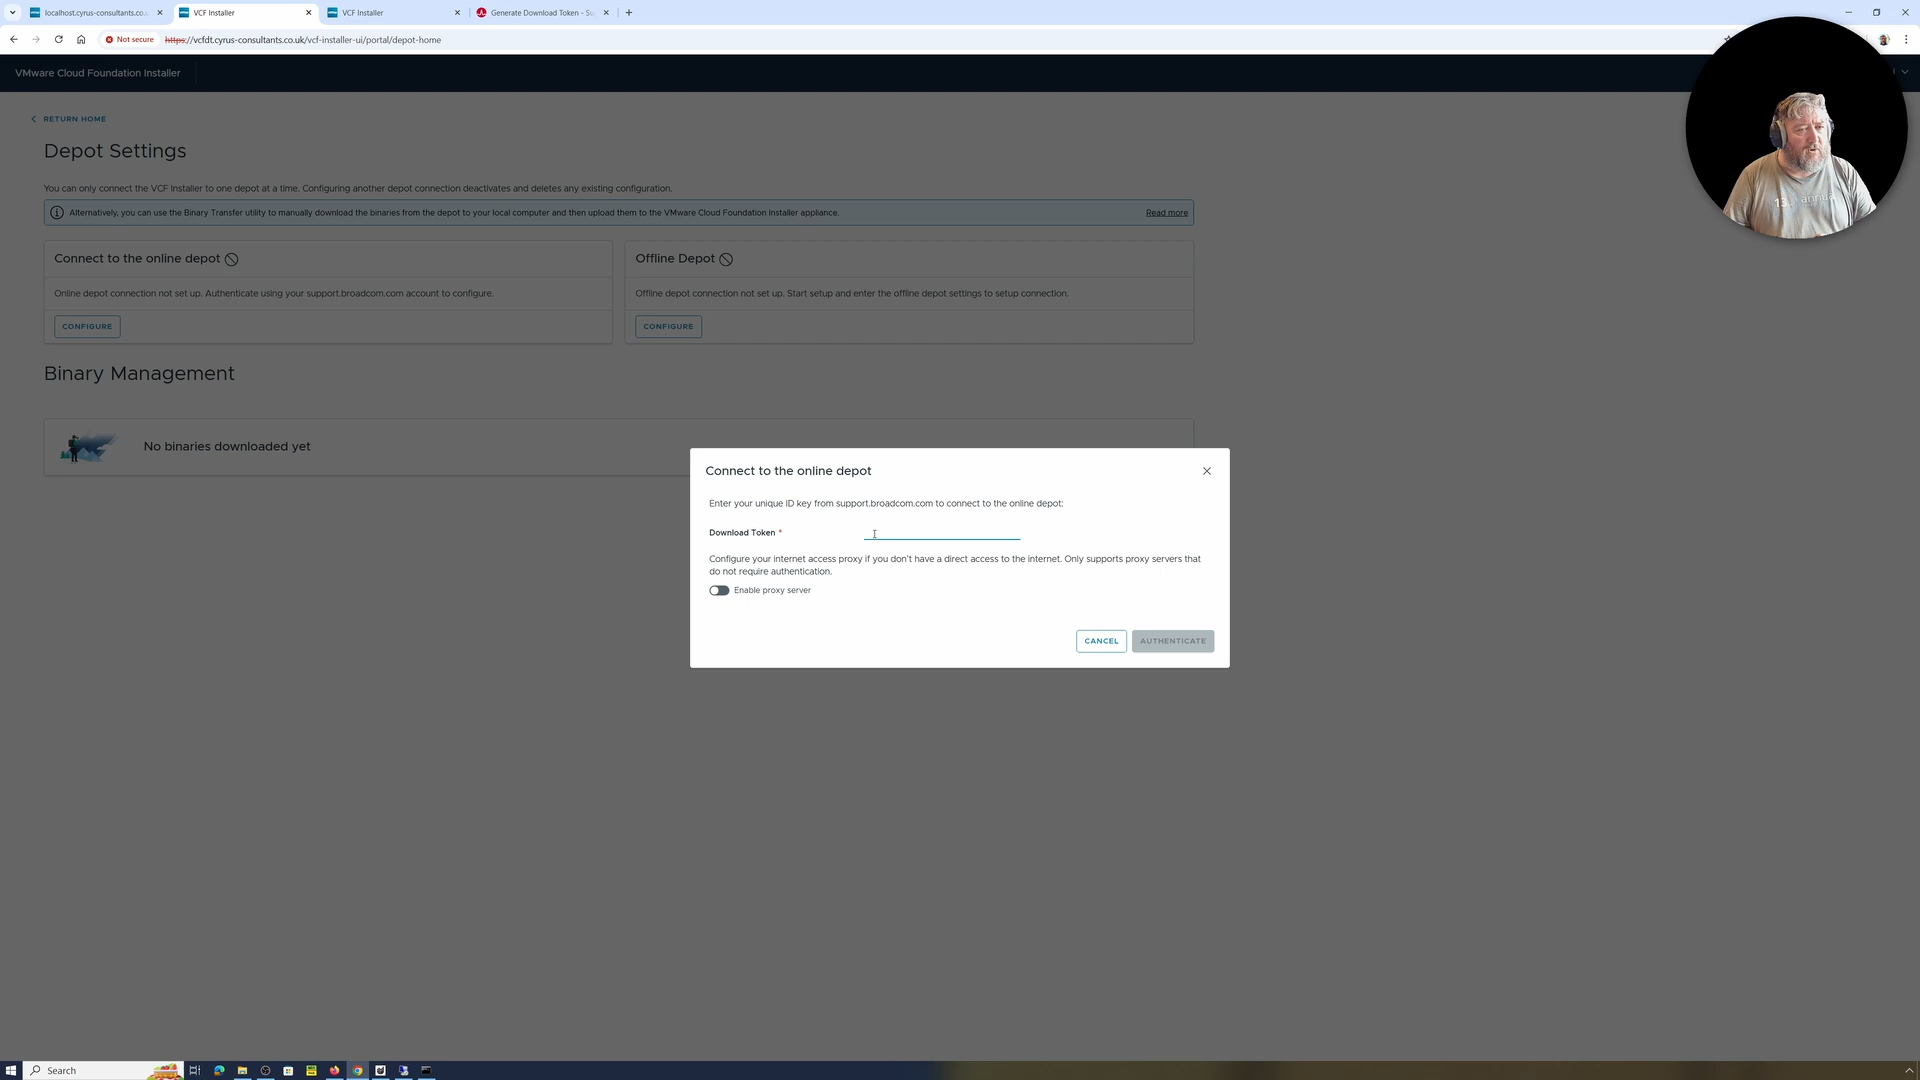 localhost.cyrus-consultants.co.
VCF Installer
VCF Installer
Generate Download Token - Su
Not secure
https://vcfdt.cyrus-consultants.co.uk/vcf-installer-ui/portal/depot-home
VMware Cloud Foundation Installer
RETURN HOME
Depot Settings
You can only connect the VCF Installer to one depot at a time. Configuring another depot connection deactivates and deletes any existing configuration.
Alternatively, you can use the Binary Transfer utility to manually download the binaries from the depot to your local computer and then upload them to the VMware Cloud Foundation Installer appliance.
Read more
Connect to the online depot
Online depot connection not set up. Authenticate using your support.broadcom.com account to configure.
CONFIGURE
Offline Depot
Offline depot connection not set up. Start setup and enter the offline depot settings to setup connection.
CONFIGURE
Binary Management
No binaries downloaded yet
Connect to the online depot
Enter your unique ID key from support.broadcom.com to connect to the online depot:
Download Token *
Configure your internet access proxy if you don't have a direct access to the internet. Only supports proxy servers that
do not require authentication.
Enable proxy server
CANCEL
AUTHENTICATE
Search